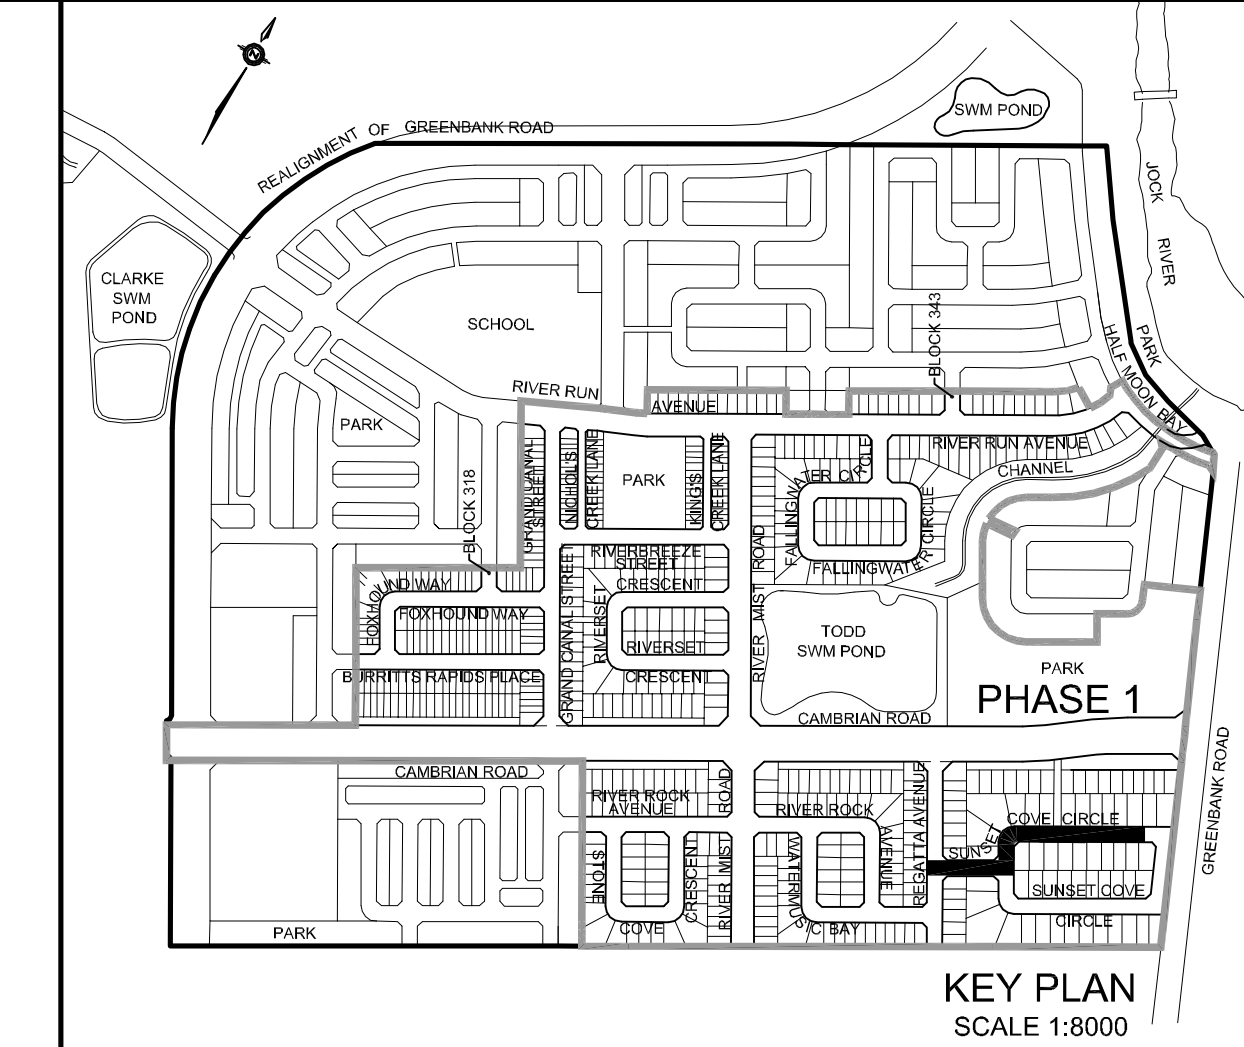 N
SWM POND
REALIGNMENT OF GREENBANK ROAD
JOCK
RIVER
PARK
CLARKE
SWM
POND
SCHOOL
BLOCK 343
HALF MOON BAY
RIVER RUN
AVENUE
PARK
RIVER RUN AVENUE
CHANNEL
BLOCK 318
GRAND CANAL
STREET
NICHOL'S
CREEK LANE
PARK
KING'S
CREEK LANE
FALLINGWATER CIRCLE
FALLINGWATER CIRCLE
RIVERBREEZE
STREET
CRESCENT
RIVERSET
RIVERSET
CRESCENT
GRAND CANAL STREET
RIVER MIST ROAD
FOXHOUND WAY
FOXHOUND WAY
BURRITTS RAPIDS PLACE
TODD
SWM POND
PARK
PHASE 1
CAMBRIAN ROAD
CAMBRIAN ROAD
GREENBANK ROAD
RIVER ROCK
AVENUE
RIVER MIST ROAD
RIVER ROCK
AVENUE
REGATTA AVENUE
SUNSET COVE CIRCLE
SUNSET COVE
CIRCLE
STONE
COVE
CRESCENT
WATERMUSIC BAY
PARK
KEY PLAN
SCALE 1:8000